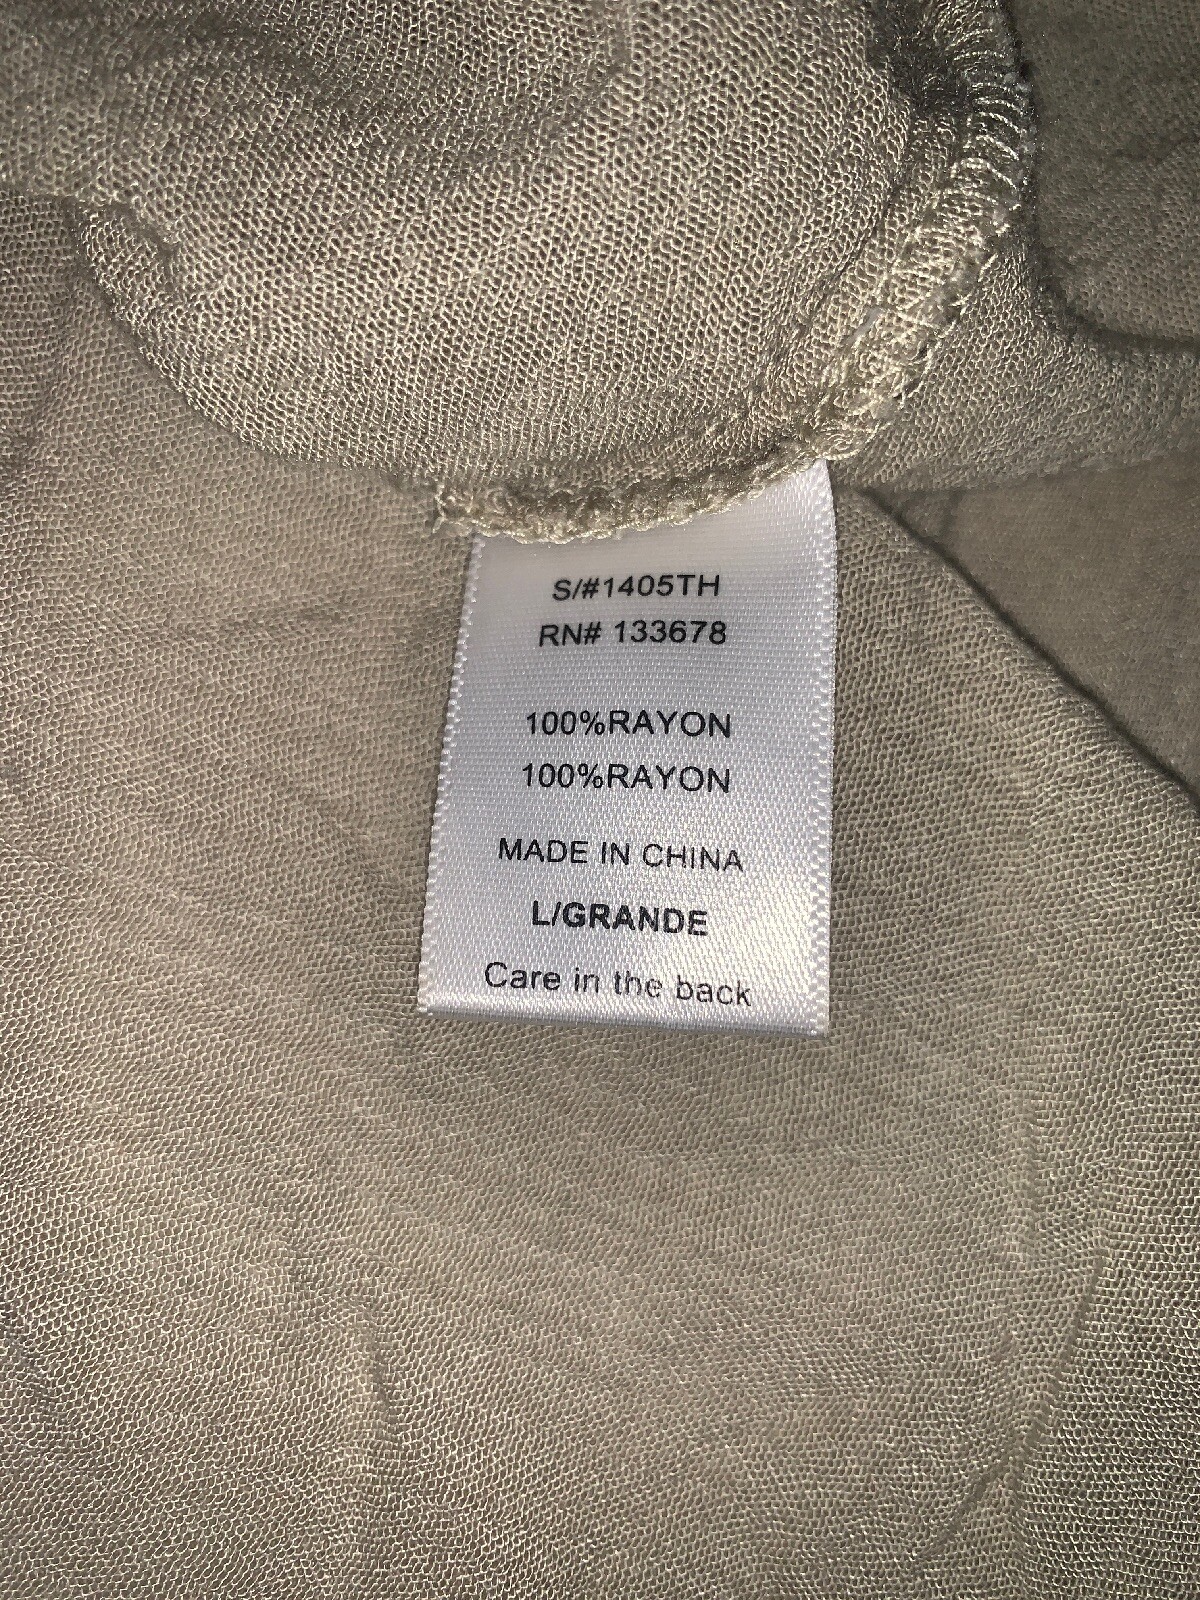 S/#1405TH
RN# 133678
100%RAYON
100%RAYON
MADE IN CHINA
L/GRANDE
Care in the back